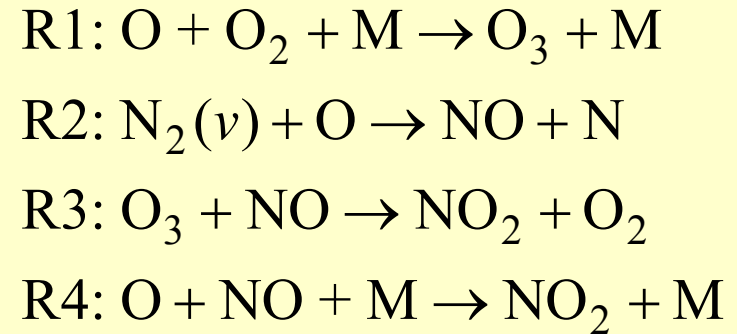 R1: O + O₂ + M → O₃ + M
R2: N₂(v) + O → NO + N
R3: O₃ + NO → NO₂ + O₂
R4: O + NO + M → NO₂ + M